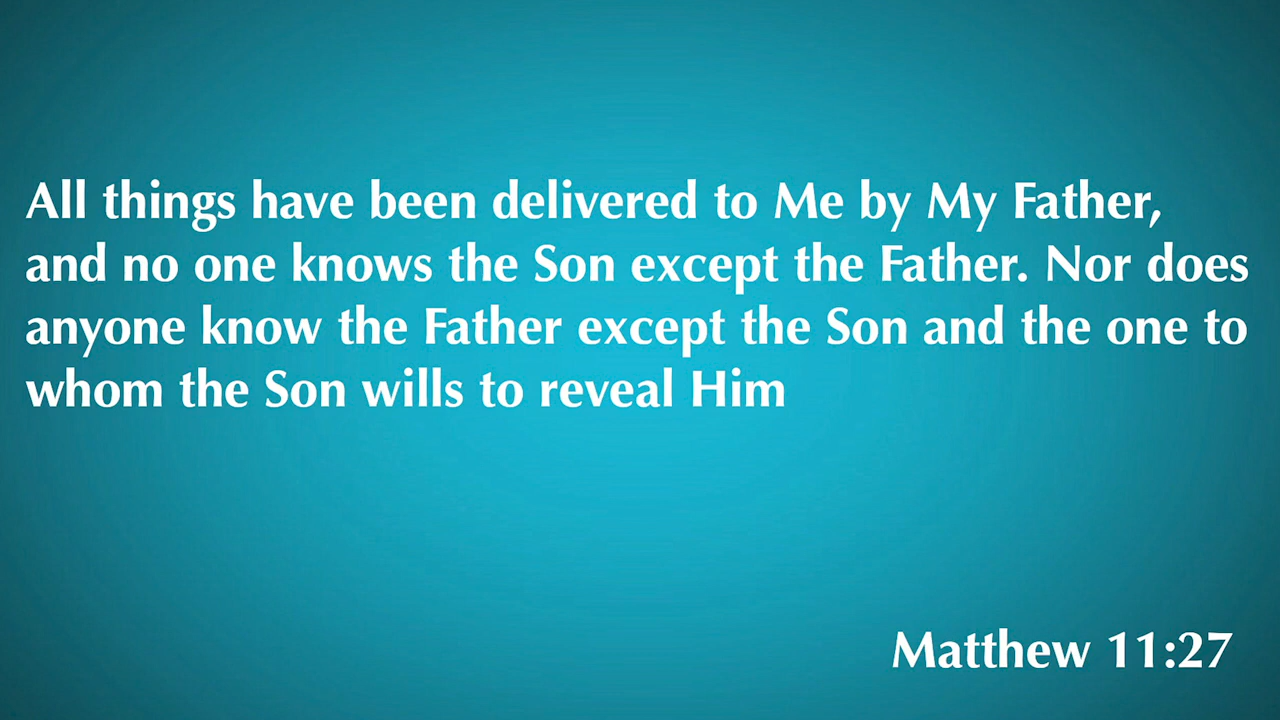 All things have been delivered to Me by My Father,
and no one knows the Son except the Father. Nor does
anyone know the Father except the Son and the one to
whom the Son wills to reveal Him
Matthew 11:27